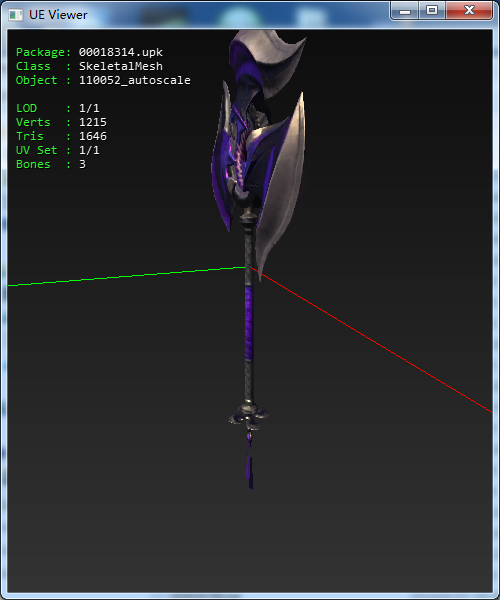 UE Viewer
Package: 00018314.upk
Class : SkeletalMesh
Object : 110052_autoscale
LOD : 1/1
Verts : 1215
Tris : 1646
UV Set : 1/1
Bones : 3